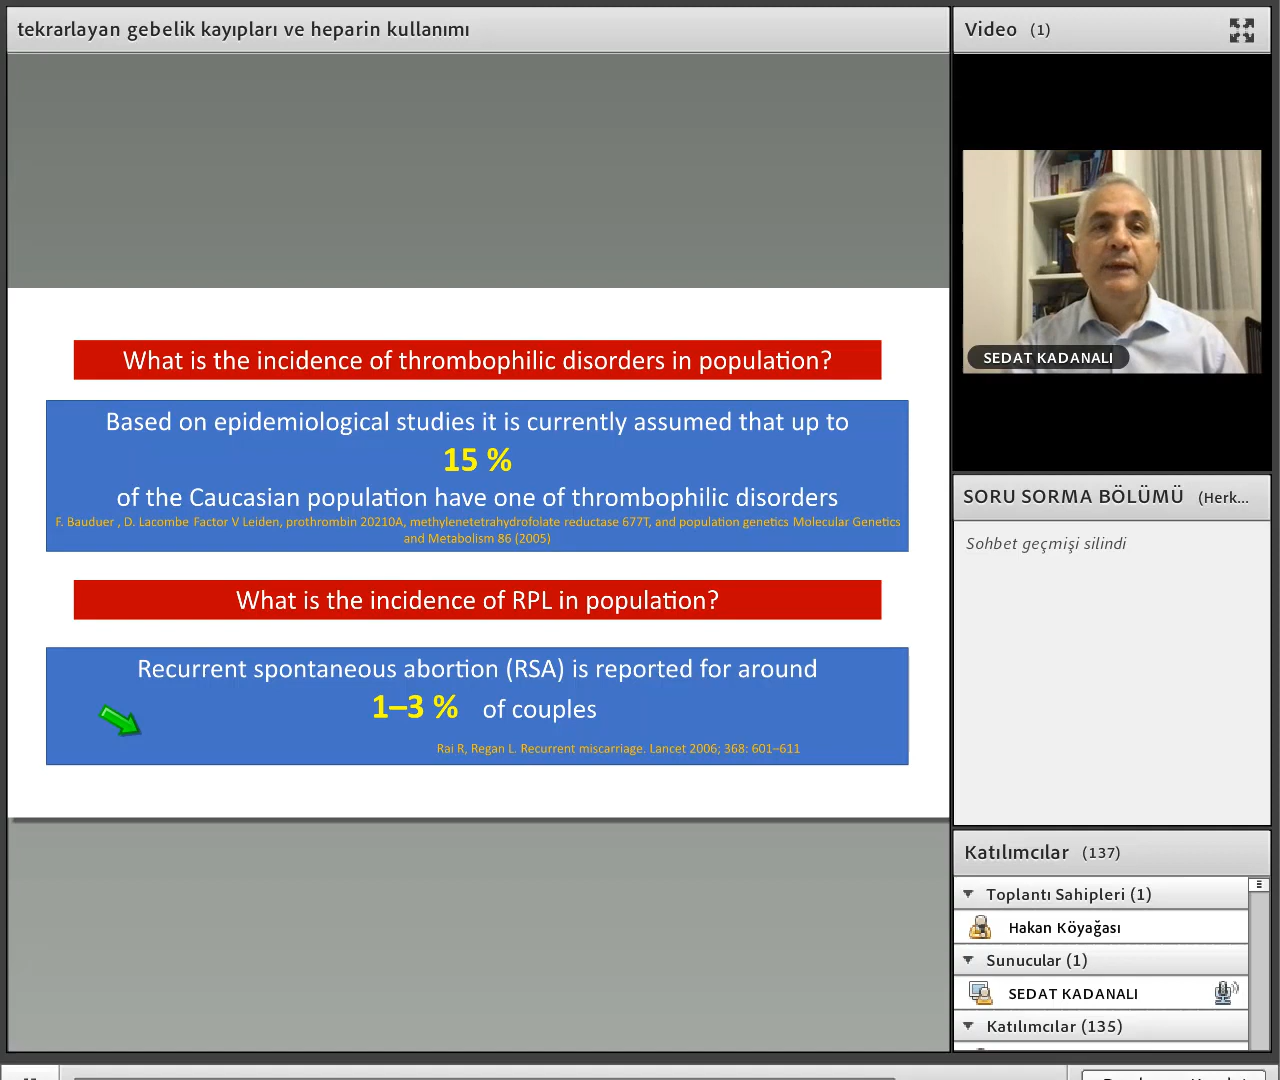 tekrarlayan gebelik kayıpları ve heparin kullanımı
What is the incidence of thrombophilic disorders in population?
Based on epidemiological studies it is currently assumed that up to
15 %
of the Caucasian population have one of thrombophilic disorders
F. Bauduer , D. Lacombe Factor V Leiden, prothrombin 20210A, methylenetetrahydrofolate reductase 677T, and population genetics Molecular Genetics
and Metabolism 86 (2005)
What is the incidence of RPL in population?
Recurrent spontaneous abortion (RSA) is reported for around
1–3 % of couples
Rai R, Regan L. Recurrent miscarriage. Lancet 2006; 368: 601–611
Video (1)
SEDAT KADANALI
SORU SORMA BÖLÜMÜ (Herk...
Sohbet geçmişi silindi
Katılımcılar (137)
Toplantı Sahipleri (1)
Hakan Köyağası
Sunucular (1)
SEDAT KADANALI
Katılımcılar (135)